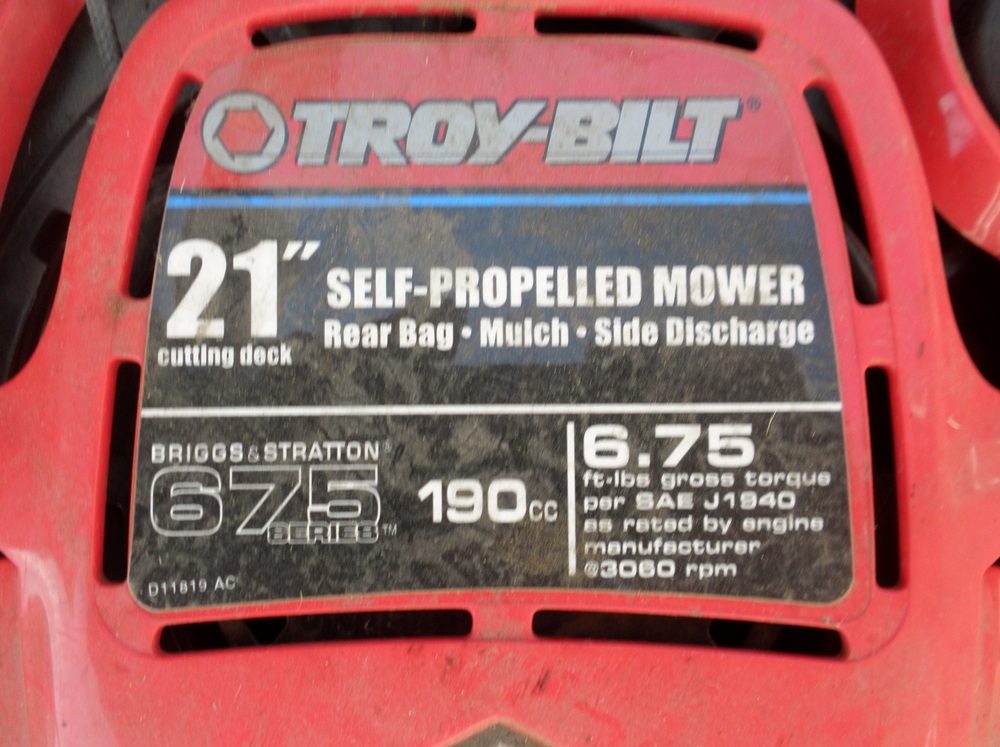 TROY-BILT®
21" SELF-PROPELLED MOWER
cutting deck Rear Bag • Mulch • Side Discharge
BRIGGS & STRATTON®
675
SERIES™
190cc
6.75
ft-lbs gross torque
per SAE J1940
as rated by engine
manufacturer
@3060 rpm
D11819 AC